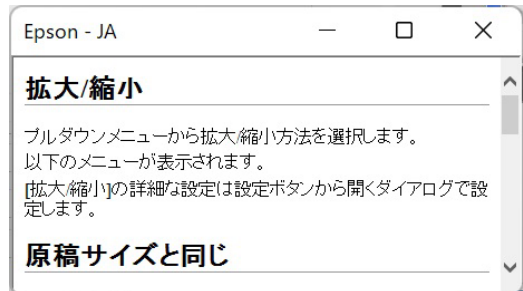 Epson - JA
拡大/縮小
プルダウンメニューから拡大/縮小方法を選択します。
以下のメニューが表示されます。
[拡大/縮小]の詳細な設定は設定ボタンから開くダイアログで設
定します。
原稿サイズと同じ